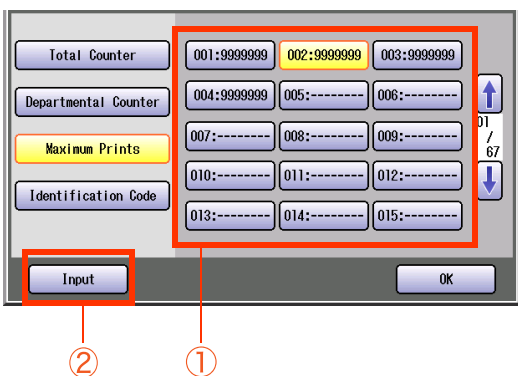 Total Counter
Departmental Counter
Maximum Prints
Identification Code
001:9999999 002:9999999 003:9999999
004:9999999 005:-------- 006:--------
007:-------- 008:-------- 009:--------
010:-------- 011:-------- 012:--------
013:-------- 014:-------- 015:--------
01
/
67
Input
OK
② ①